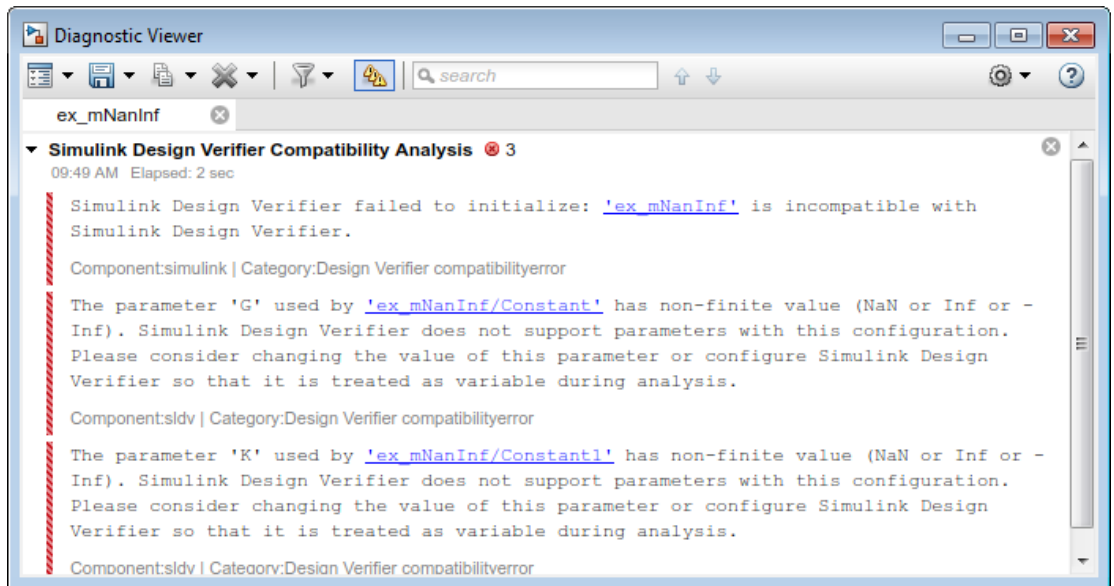 Diagnostic Viewer
search
ex_mNanInf
Simulink Design Verifier Compatibility Analysis 3
09:49 AM Elapsed: 2 sec
Simulink Design Verifier failed to initialize: 'ex_mNanInf' is incompatible with
Simulink Design Verifier.
Component:simulink | Category:Design Verifier compatibilityerror
The parameter 'G' used by 'ex_mNanInf/Constant' has non-finite value (NaN or Inf or -
Inf). Simulink Design Verifier does not support parameters with this configuration.
Please consider changing the value of this parameter or configure Simulink Design
Verifier so that it is treated as variable during analysis.
Component:sldv | Category:Design Verifier compatibilityerror
The parameter 'K' used by 'ex_mNanInf/Constant1' has non-finite value (NaN or Inf or -
Inf). Simulink Design Verifier does not support parameters with this configuration.
Please consider changing the value of this parameter or configure Simulink Design
Verifier so that it is treated as variable during analysis.
Component:sldv | Category:Design Verifier compatibilityerror